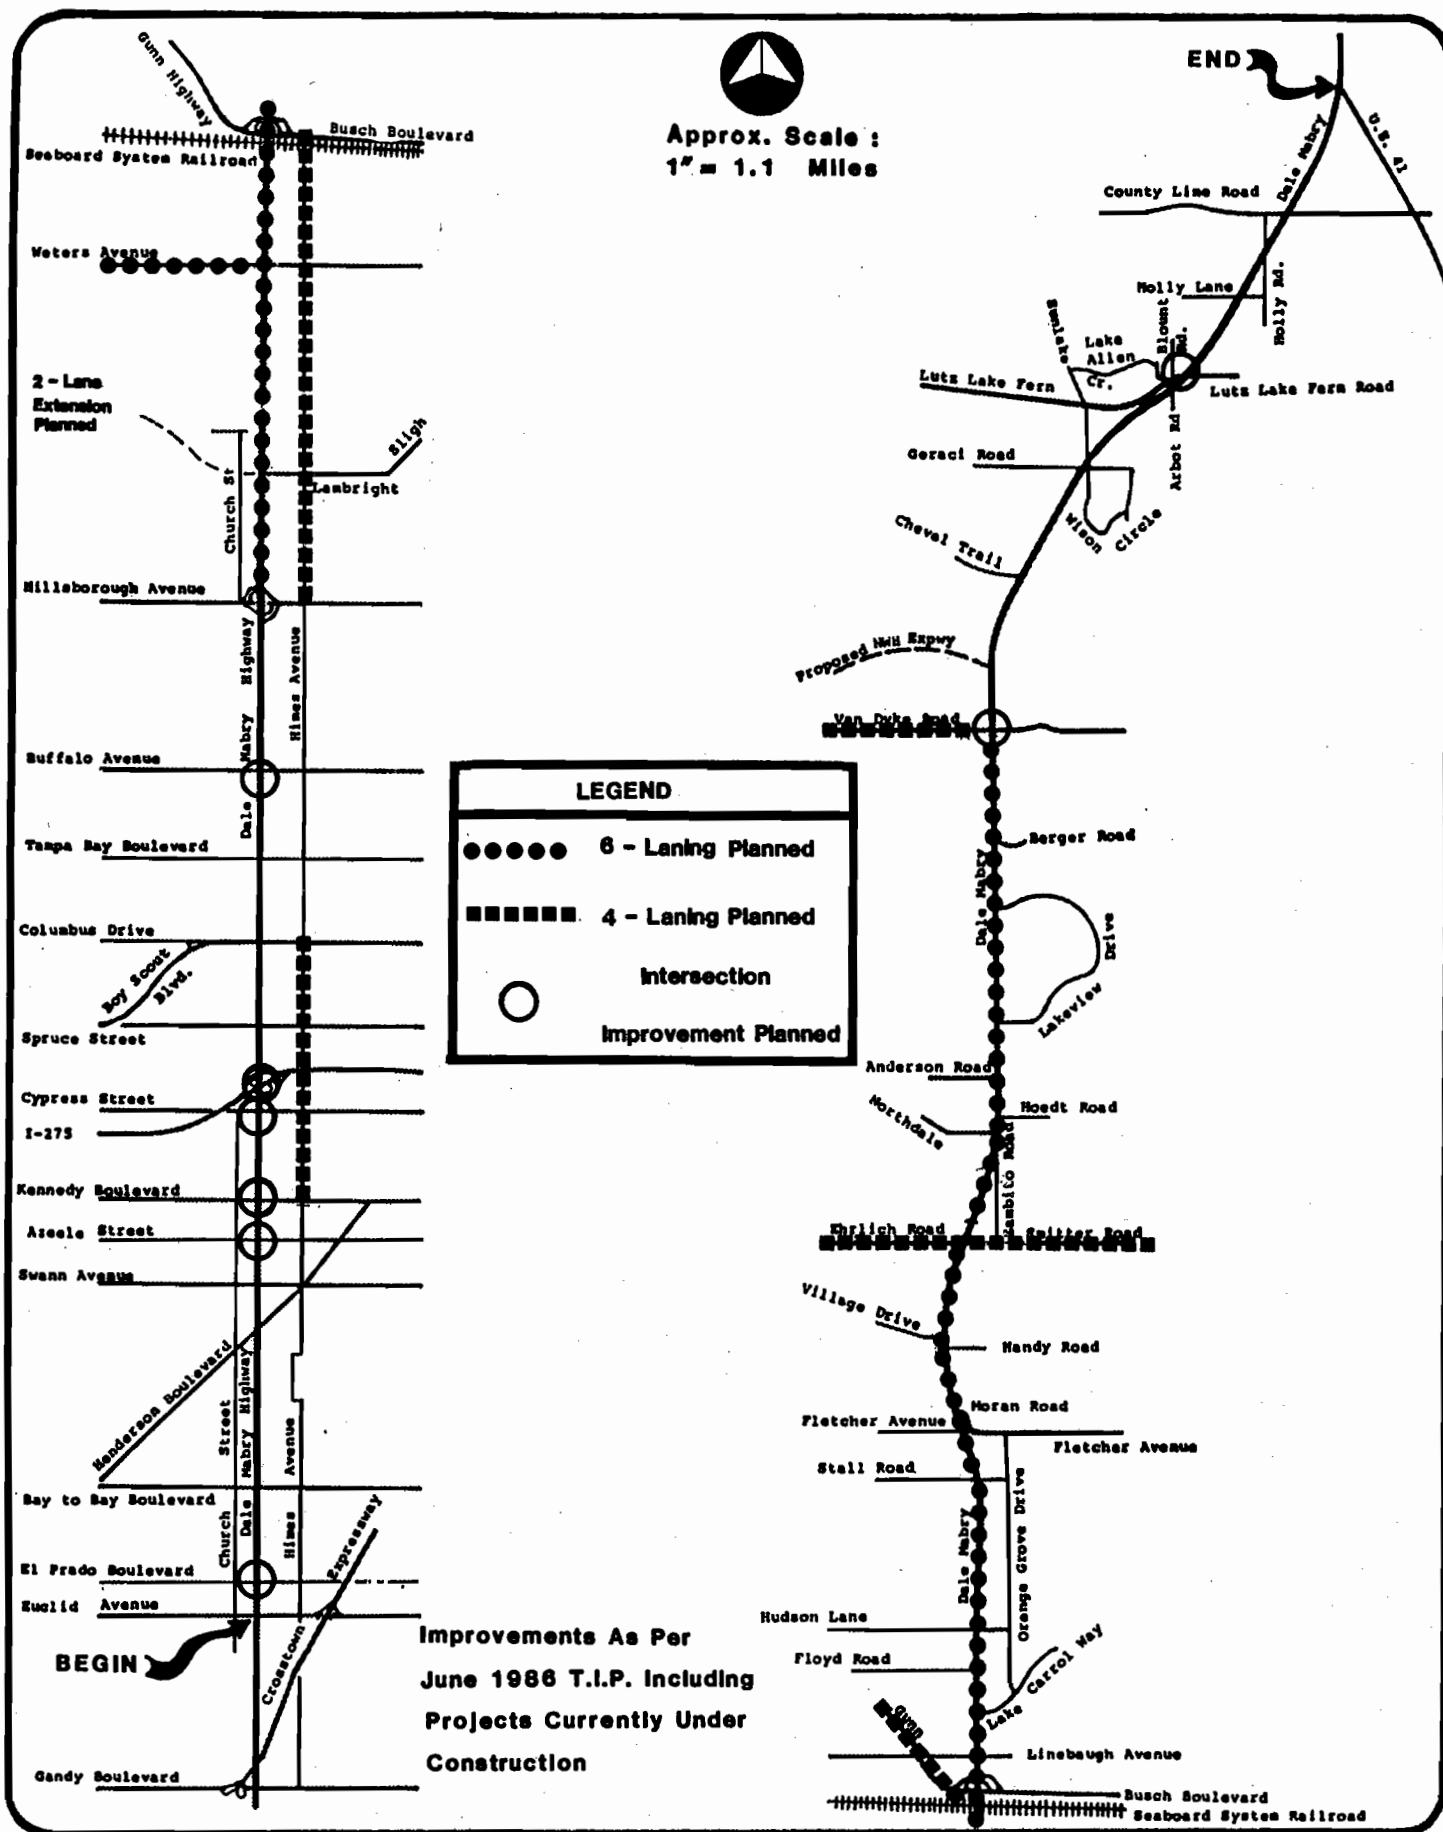 Gunn Highway
Busch Boulevard
Seaboard System Railroad
Waters Avenue
2 - Lane
Extension
Planned
Sligh
Lambright
Church St
Hillsborough Avenue
Dale Mabry Highway
Himes Avenue
Buffalo Avenue
Tampa Bay Boulevard
Columbus Drive
Boy Scout
Blvd.
Spruce Street
Cypress Street
I-275
Kennedy Boulevard
Azeele Street
Swann Avenue
Henderson Boulevard
Church Street
Dale Mabry Highway
Himes Avenue
Bay to Bay Boulevard
El Prado Boulevard
Euclid Avenue
BEGIN
Crosstown Expressway
Gandy Boulevard
Approx. Scale :
1" = 1.1 Miles
LEGEND
6 - Laning Planned
4 - Laning Planned
Intersection
Improvement Planned
Improvements As Per
June 1986 T.I.P. Including
Projects Currently Under
Construction
END
U.S. 41
Dale Mabry
County Line Road
Holly Lane
Holly Rd.
Sunlake
Lake
Allen
Cr.
Blount
Rd.
Lutz Lake Fern
Lutz Lake Fern Road
Arbot Rd
Geraci Road
Wison Circle
Cheval Trail
Proposed NWH Expwy
Van Dyke Road
Berger Road
Dale Mabry
Lakeview Drive
Anderson Road
Hoedt Road
Northdale
Zambito Road
Ehrlich Road
Smitter Road
Village Drive
Handy Road
Moran Road
Fletcher Avenue
Fletcher Avenue
Stall Road
Orange Grove Drive
Dale Mabry
Hudson Lane
Floyd Road
Lake Carrol Way
Gunn
Linebaugh Avenue
Busch Boulevard
Seaboard System Railroad